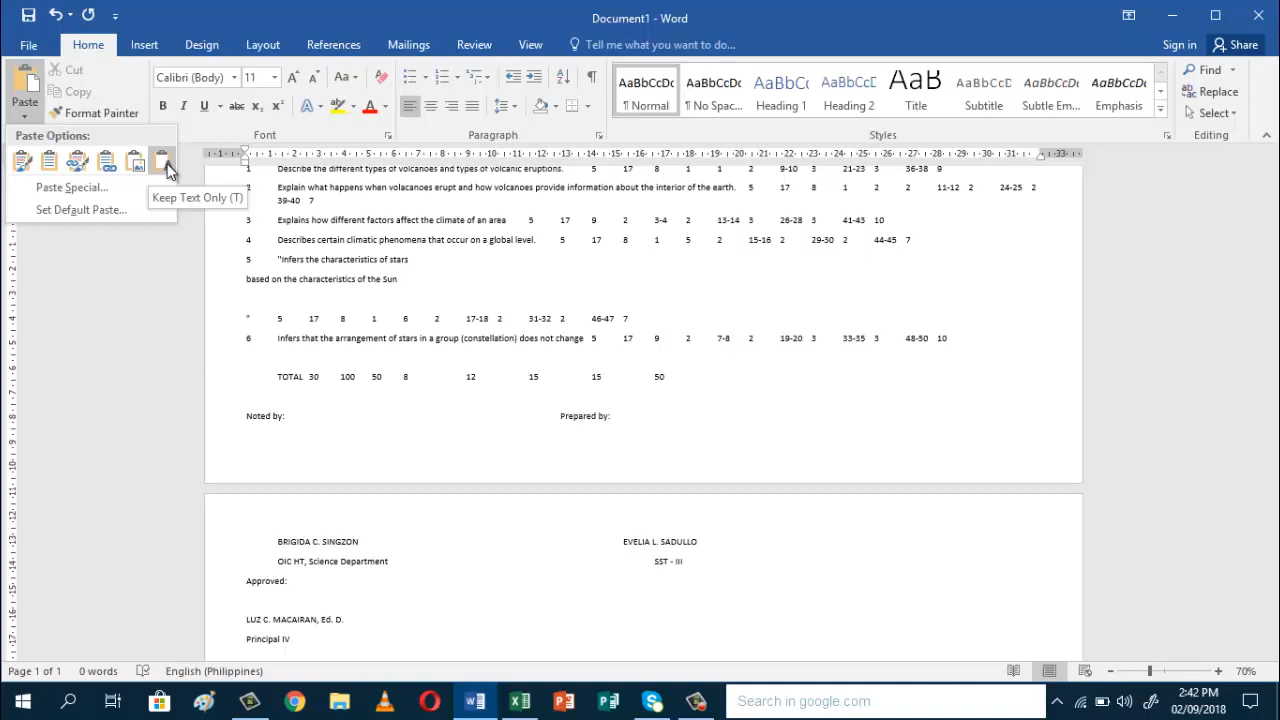 Document1 - Word
File Home Insert Design Layout References Mailings Review View Tell me what you want to do... Sign in Share
Paste
Cut
Copy
Format Painter
Calibri (Body) 11
AaBbCcDc AaBbCcDc AaBbCc AaBbCcD AaB AaBbCcD AaBbCcDc AaBbCcDc
¶ Normal ¶ No Spac... Heading 1 Heading 2 Title Subtitle Subtle Em... Emphasis
Find
Replace
Select
Font Paragraph Styles Editing
Paste Options:
Paste Special...
Set Default Paste...
Keep Text Only (T)
1 Describe the different types of volcanoes and types of volcanic eruptions. 5 17 8 1 1 2 9-10 3 21-23 3 36-38 9
2 Explain what happens when volacanoes erupt and how volcanoes provide information about the interior of the earth. 5 17 8 1 2 2 11-12 2 24-25 2
39-40 7
3 Explains how different factors affect the climate of an area 5 17 9 2 3-4 2 13-14 3 26-28 3 41-43 10
4 Describes certain climatic phenomena that occur on a global level. 5 17 8 1 5 2 15-16 2 29-30 2 44-45 7
5 "Infers the characteristics of stars
based on the characteristics of the Sun
" 5 17 8 1 6 2 17-18 2 31-32 2 46-47 7
6 Infers that the arrangement of stars in a group (constellation) does not change 5 17 9 2 7-8 2 19-20 3 33-35 3 48-50 10
TOTAL 30 100 50 8 12 15 15 50
Noted by: Prepared by:
BRIGIDA C. SINGZON EVELIA L. SADULLO
OIC HT, Science Department SST - III
Approved:
LUZ C. MACAIRAN, Ed. D.
Principal IV
Page 1 of 1 0 words English (Philippines) 70%
Search in google.com
2:42 PM
02/09/2018